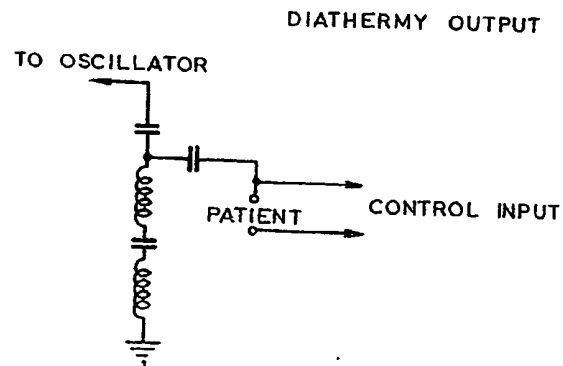 DIATHERMY OUTPUT
TO OSCILLATOR
PATIENT
CONTROL INPUT